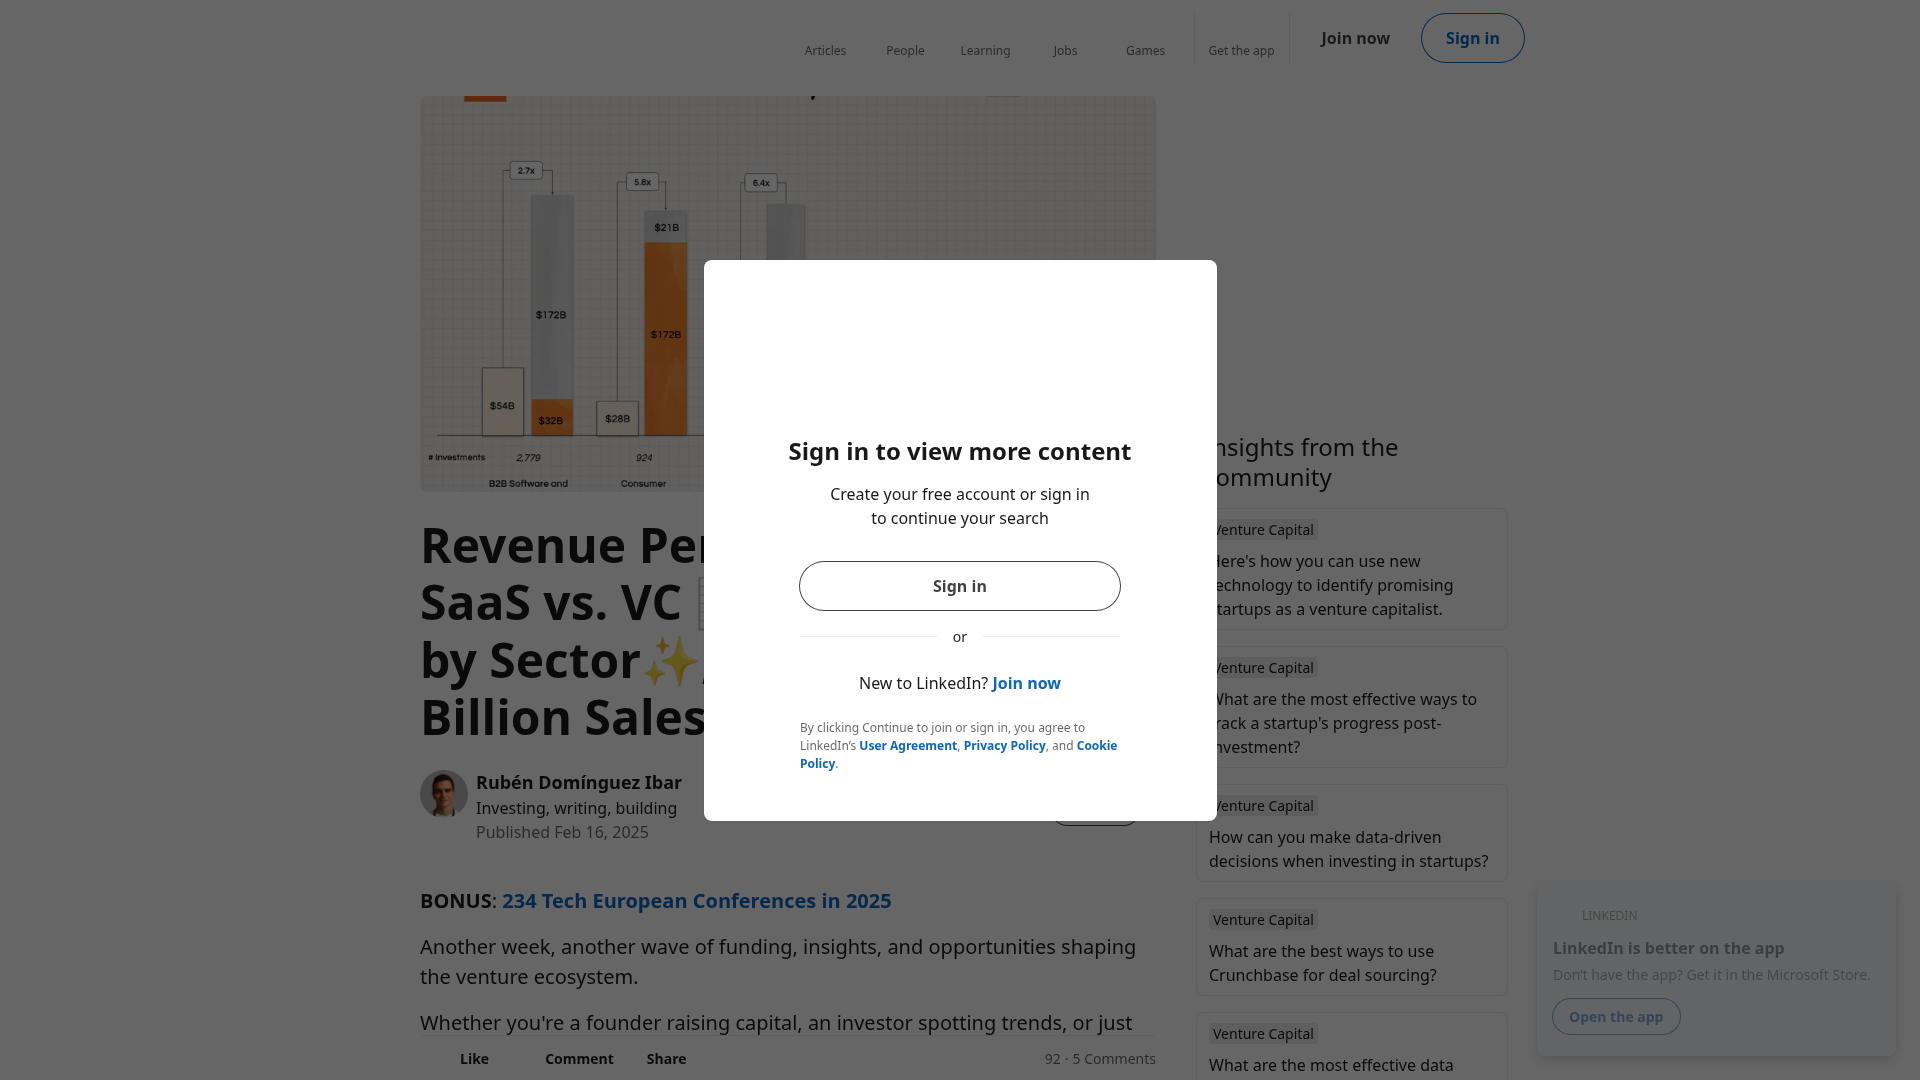 Articles
People
Learning
Jobs
Games
Get the app
Join now
Sign in
2.7x
5.8x
6.4x
$21B
$172B
$172B
$54B
$32B
$28B
# Investments
2,779
924
B2B Software and
Consumer
Sign in to view more content
Create your free account or sign in
to continue your search
Sign in
or
New to LinkedIn? Join now
By clicking Continue to join or sign in, you agree to
LinkedIn's User Agreement, Privacy Policy, and Cookie
Policy.
Revenue
SaaS vs. VC
by Sector✨
Billion Sales
Rubén Domínguez Ibar
Investing, writing, building
Published Feb 16, 2025
BONUS: 234 Tech European Conferences in 2025
Another week, another wave of funding, insights, and opportunities shaping
the venture ecosystem.
Whether you're a founder raising capital, an investor spotting trends, or just
Like
Comment
Share
92 · 5 Comments
Insights from the
community
Venture Capital
Here's how you can use new
technology to identify promising
startups as a venture capitalist.
Venture Capital
What are the most effective ways to
track a startup's progress post-
investment?
Venture Capital
How can you make data-driven
decisions when investing in startups?
Venture Capital
What are the best ways to use
Crunchbase for deal sourcing?
Venture Capital
What are the most effective data
LINKEDIN
LinkedIn is better on the app
Don't have the app? Get it in the Microsoft Store.
Open the app